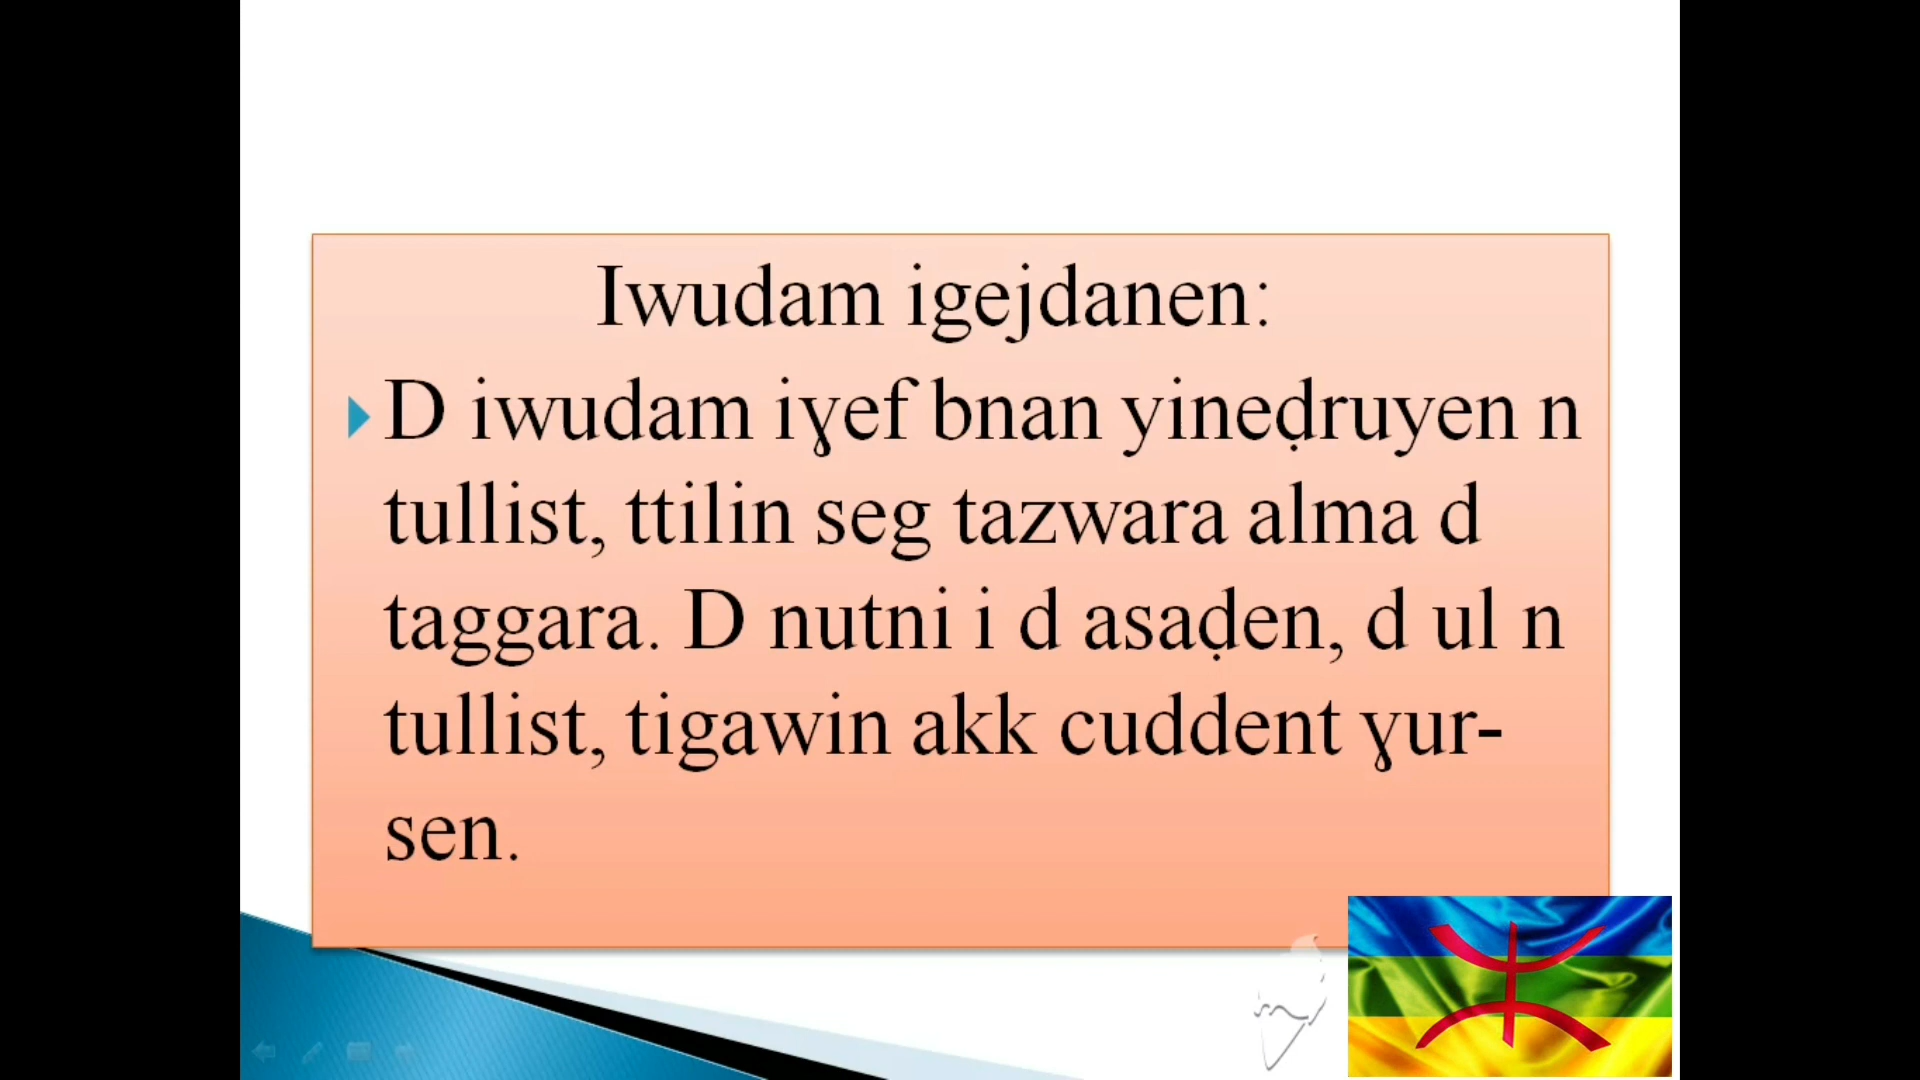 Iwudam igejdanen:
D iwudam iɣef bnan yineḍruyen n
tullist, ttilin seg tazwara alma d
taggara. D nutni i d asaḍen, d ul n
tullist, tigawin akk cuddent ɣur-
sen.